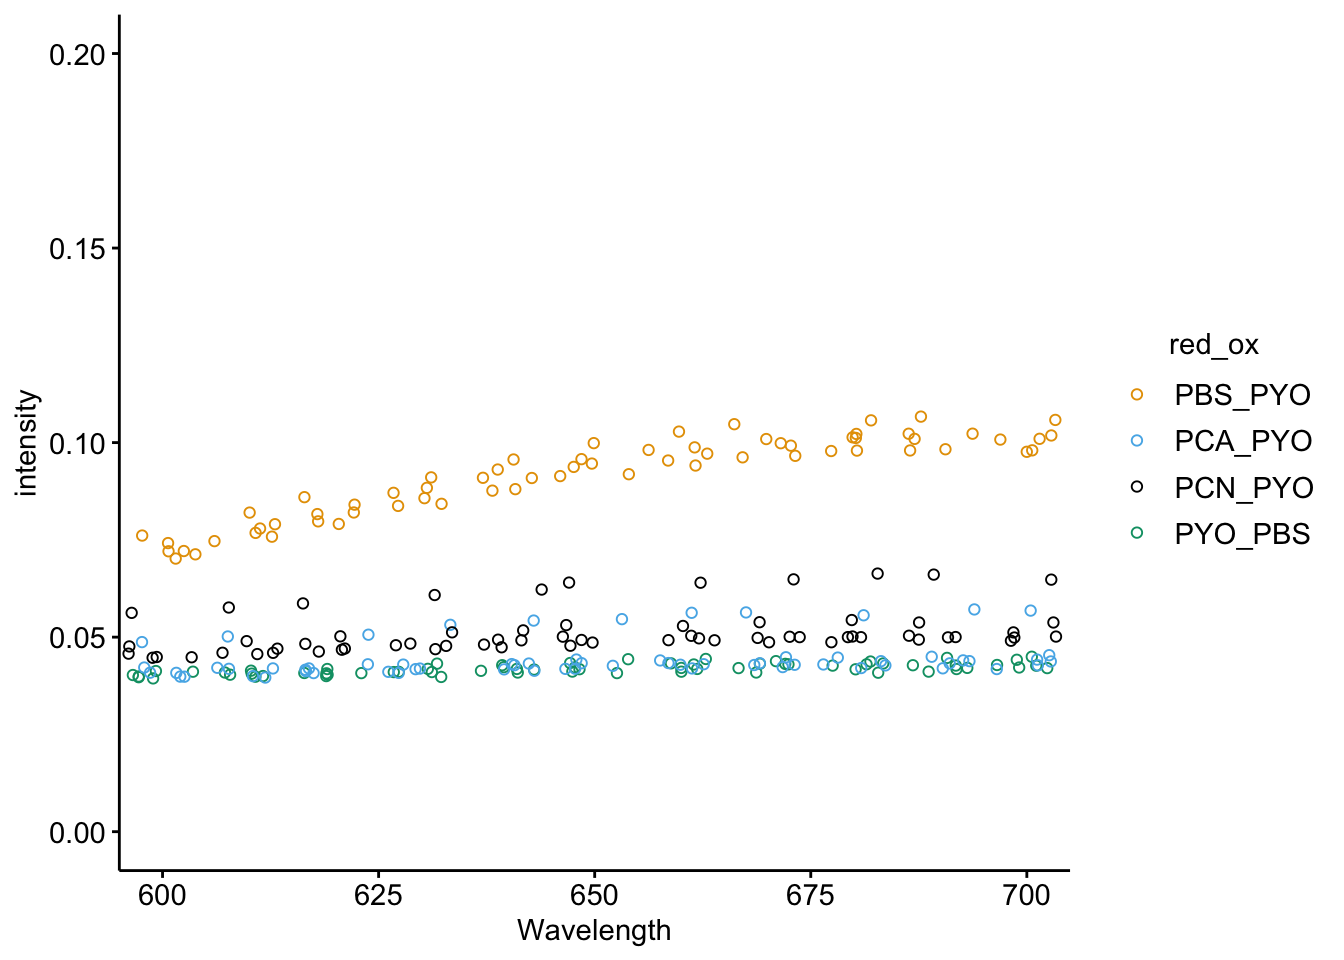 0.20
0.15
0.10
0.05
0.00
intensity
600
625
650
675
700
Wavelength
red_ox
PBS_PYO
PCA_PYO
PCN_PYO
PYO_PBS